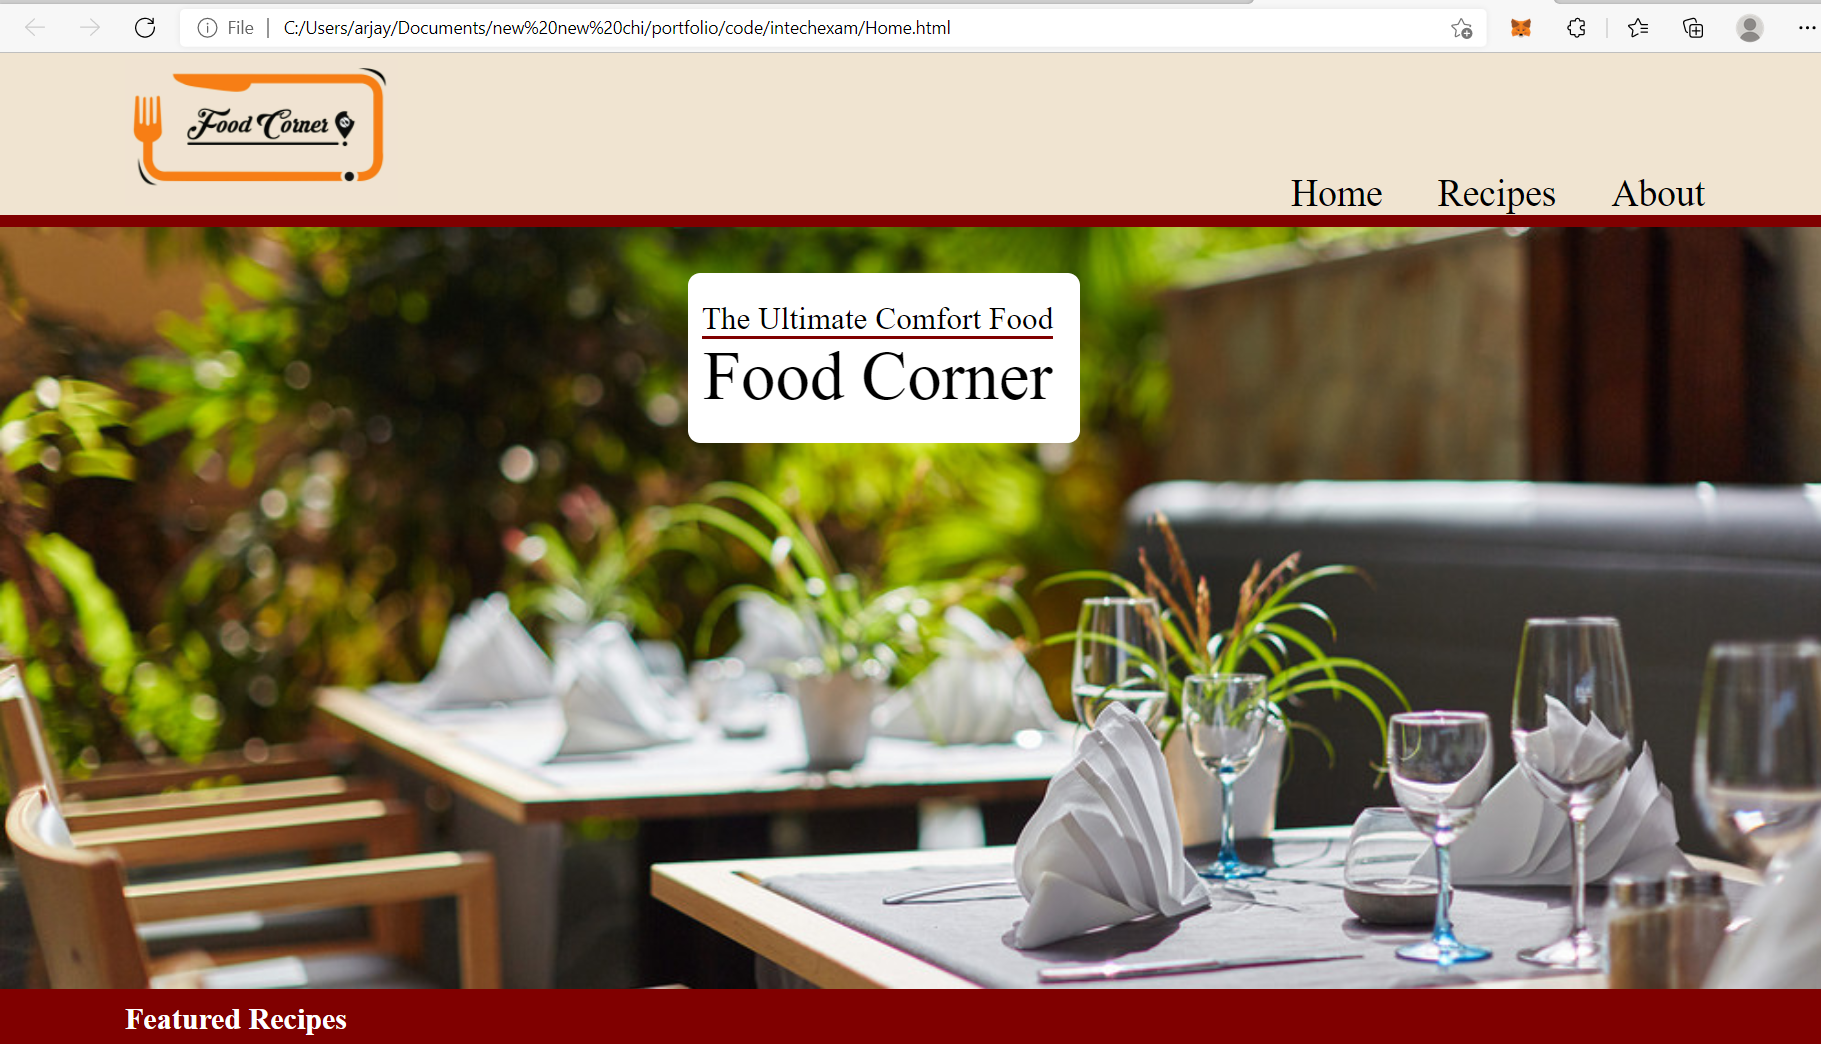 File | C:/Users/arjay/Documents/new%20new%20chi/portfolio/code/intechexam/Home.html
Food Corner
Home Recipes About
The Ultimate Comfort Food
Food Corner
Featured Recipes